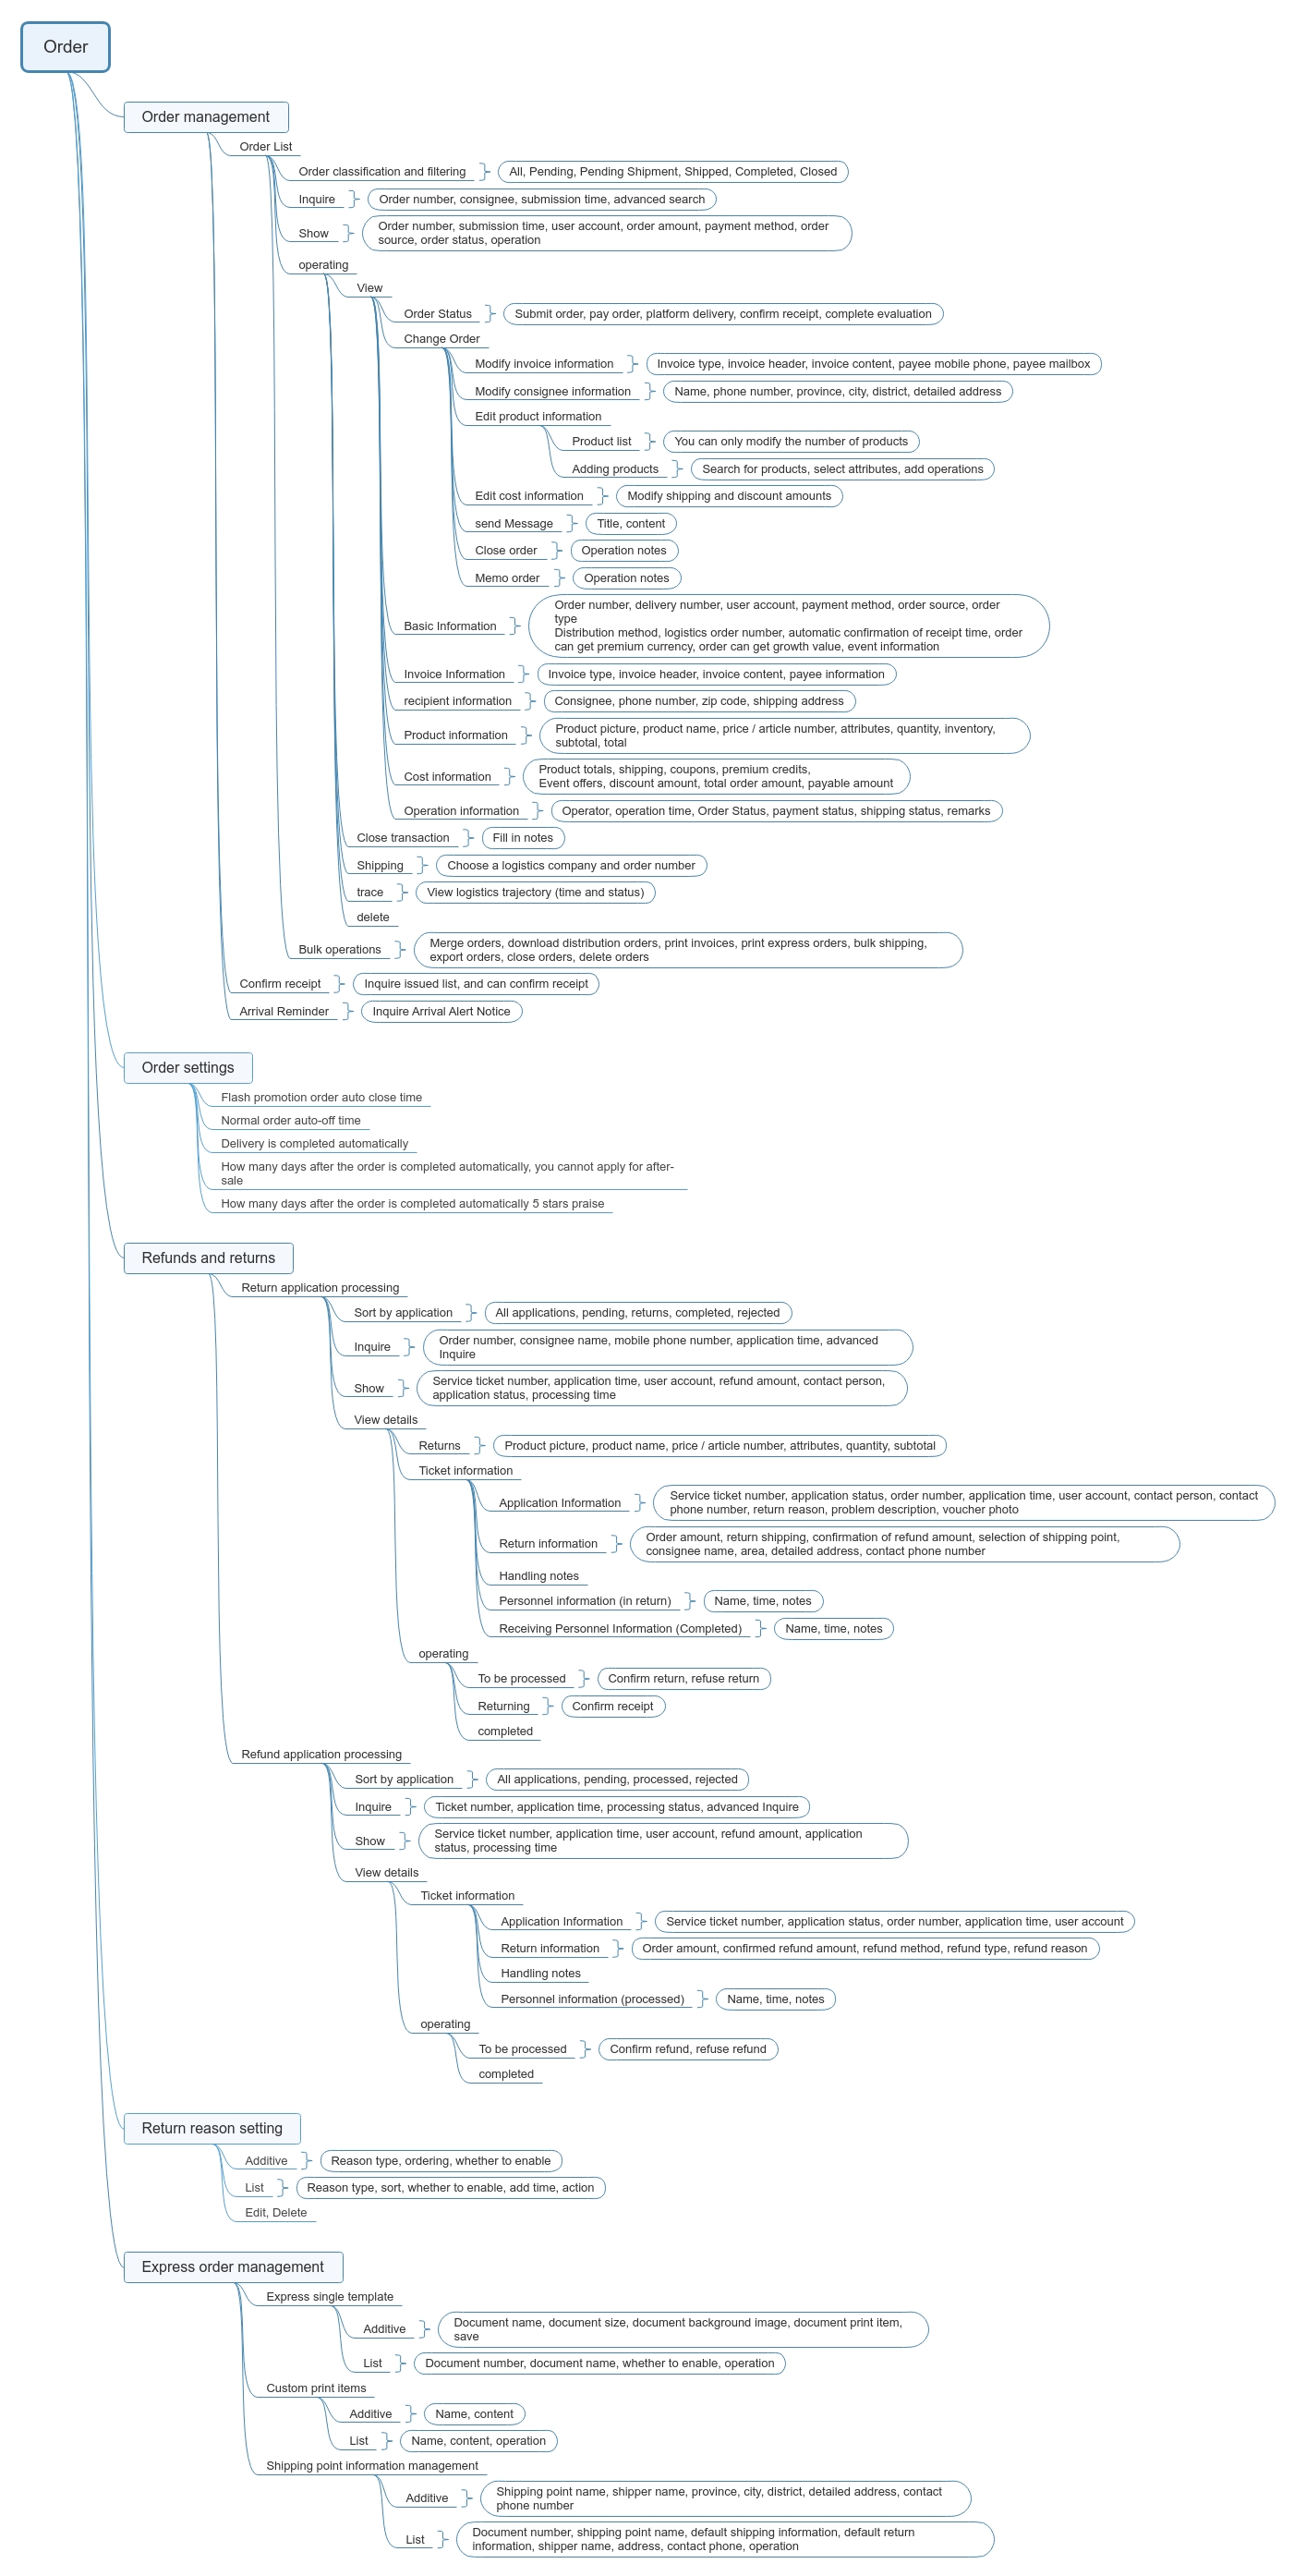 Order
Order management
Order List
Order classification and filtering
All, Pending, Pending Shipment, Shipped, Completed, Closed
Inquire
Order number, consignee, submission time, advanced search
Show
Order number, submission time, user account, order amount, payment method, order
source, order status, operation
operating
View
Order Status
Submit order, pay order, platform delivery, confirm receipt, complete evaluation
Change Order
Modify invoice information
Invoice type, invoice header, invoice content, payee mobile phone, payee mailbox
Modify consignee information
Name, phone number, province, city, district, detailed address
Edit product information
Product list
You can only modify the number of products
Adding products
Search for products, select attributes, add operations
Edit cost information
Modify shipping and discount amounts
send Message
Title, content
Close order
Operation notes
Memo order
Operation notes
Basic Information
Order number, delivery number, user account, payment method, order source, order
type
Distribution method, logistics order number, automatic confirmation of receipt time, order
can get premium currency, order can get growth value, event information
Invoice Information
Invoice type, invoice header, invoice content, payee information
recipient information
Consignee, phone number, zip code, shipping address
Product information
Product picture, product name, price / article number, attributes, quantity, inventory,
subtotal, total
Cost information
Product totals, shipping, coupons, premium credits,
Event offers, discount amount, total order amount, payable amount
Operation information
Operator, operation time, Order Status, payment status, shipping status, remarks
Close transaction
Fill in notes
Shipping
Choose a logistics company and order number
trace
View logistics trajectory (time and status)
delete
Bulk operations
Merge orders, download distribution orders, print invoices, print express orders, bulk shipping,
export orders, close orders, delete orders
Confirm receipt
Inquire issued list, and can confirm receipt
Arrival Reminder
Inquire Arrival Alert Notice
Order settings
Flash promotion order auto close time
Normal order auto-off time
Delivery is completed automatically
How many days after the order is completed automatically, you cannot apply for after-
sale
How many days after the order is completed automatically 5 stars praise
Refunds and returns
Return application processing
Sort by application
All applications, pending, returns, completed, rejected
Inquire
Order number, consignee name, mobile phone number, application time, advanced
Inquire
Show
Service ticket number, application time, user account, refund amount, contact person,
application status, processing time
View details
Returns
Product picture, product name, price / article number, attributes, quantity, subtotal
Ticket information
Application Information
Service ticket number, application status, order number, application time, user account, contact person, contact
phone number, return reason, problem description, voucher photo
Return information
Order amount, return shipping, confirmation of refund amount, selection of shipping point,
consignee name, area, detailed address, contact phone number
Handling notes
Personnel information (in return)
Name, time, notes
Receiving Personnel Information (Completed)
Name, time, notes
operating
To be processed
Confirm return, refuse return
Returning
Confirm receipt
completed
Refund application processing
Sort by application
All applications, pending, processed, rejected
Inquire
Ticket number, application time, processing status, advanced Inquire
Show
Service ticket number, application time, user account, refund amount, application
status, processing time
View details
Ticket information
Application Information
Service ticket number, application status, order number, application time, user account
Return information
Order amount, confirmed refund amount, refund method, refund type, refund reason
Handling notes
Personnel information (processed)
Name, time, notes
operating
To be processed
Confirm refund, refuse refund
completed
Return reason setting
Additive
Reason type, ordering, whether to enable
List
Reason type, sort, whether to enable, add time, action
Edit, Delete
Express order management
Express single template
Additive
Document name, document size, document background image, document print item,
save
List
Document number, document name, whether to enable, operation
Custom print items
Additive
Name, content
List
Name, content, operation
Shipping point information management
Additive
Shipping point name, shipper name, province, city, district, detailed address, contact
phone number
List
Document number, shipping point name, default shipping information, default return
information, shipper name, address, contact phone, operation